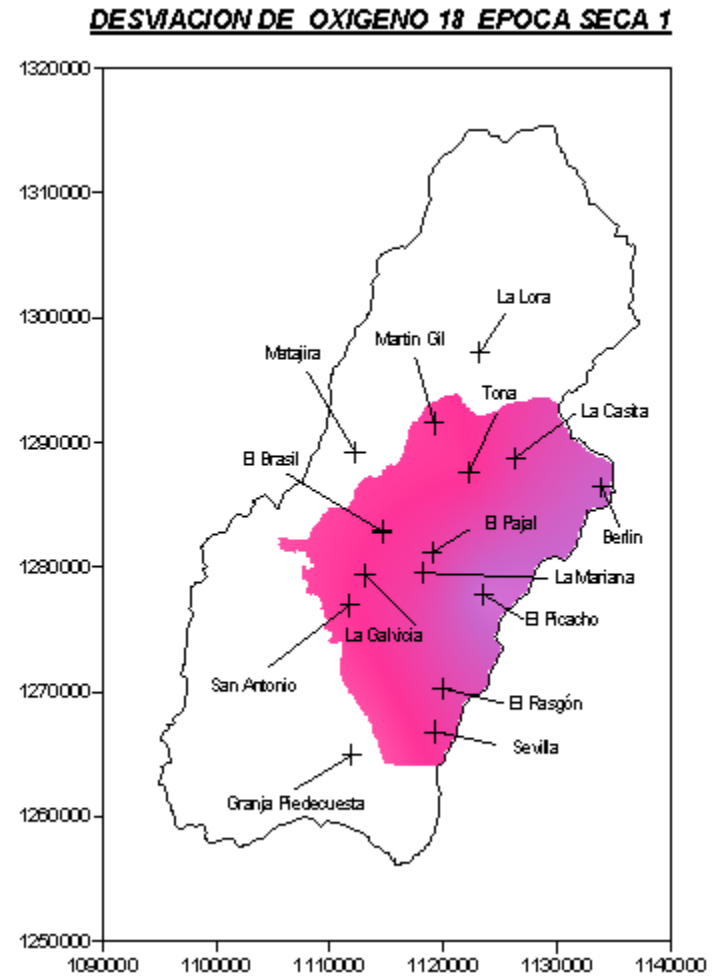 DESVIACION DE OXIGENO 18 EPOCA SECA 1
1320000
1310000
1300000
La Lora
Martin Gil
Matajira
Tona
La Casita
1290000
El Brasil
El Pajal
Berlin
1280000
La Mariana
El Picacho
La Galvicia
San Antonio
1270000
El Rasgón
Sevilla
Granja Piedecuesta
1260000
1250000
1090000 1100000 1110000 1120000 1130000 1140000